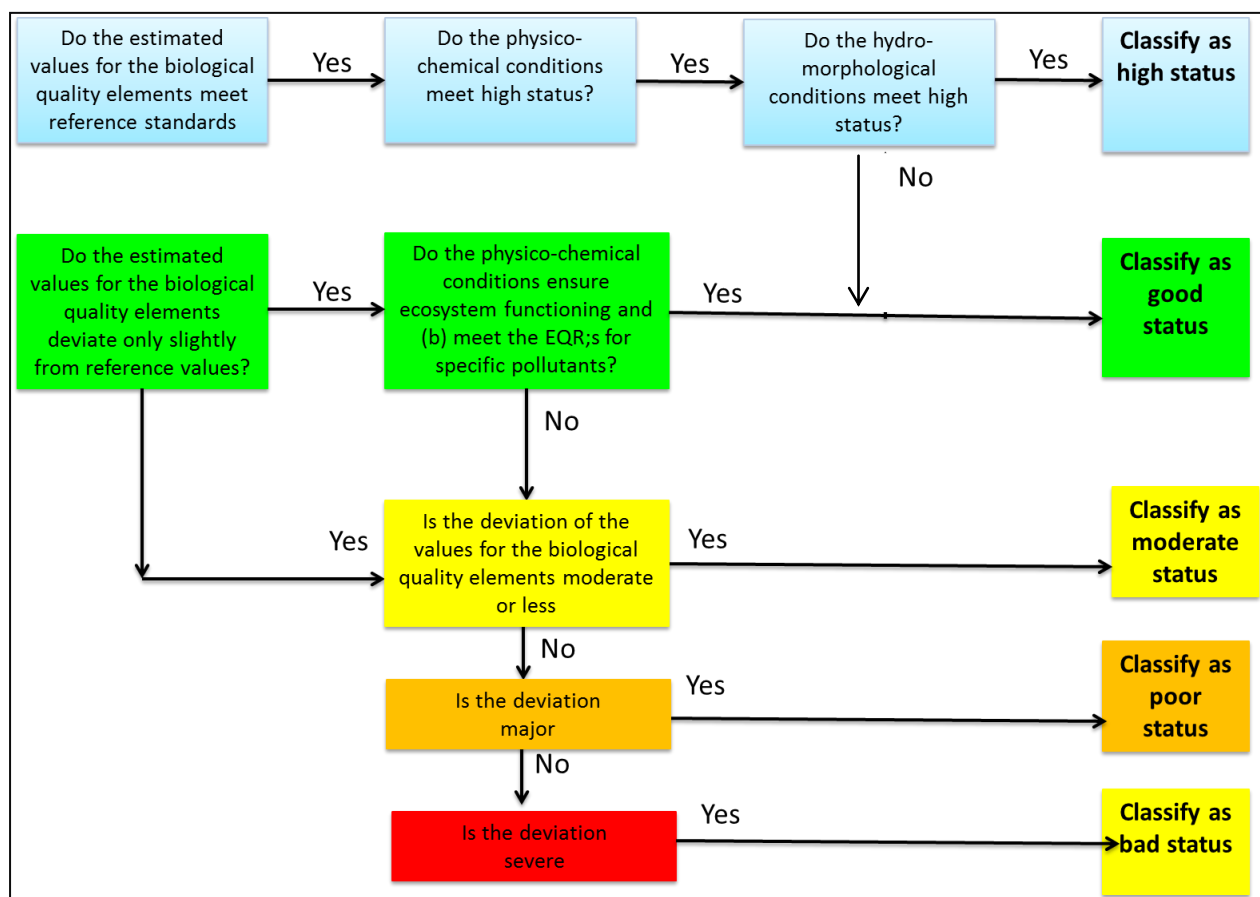 Do the estimated
values for the biological
quality elements meet
reference standards
Yes
Do the physico-
chemical conditions
meet high status?
Yes
Do the hydro-
morphological
conditions meet high
status?
Yes
Classify as
high status
No
Do the estimated
values for the biological
quality elements
deviate only slightly
from reference values?
Yes
Do the physico-chemical
conditions ensure
ecosystem functioning and
(b) meet the EQR;s for
specific pollutants?
Yes
Classify as
good
status
No
Yes
Is the deviation of the
values for the biological
quality elements moderate
or less
Yes
Classify as
moderate
status
No
Is the deviation
major
Yes
Classify as
poor
status
No
Is the deviation
severe
Yes
Classify as
bad status